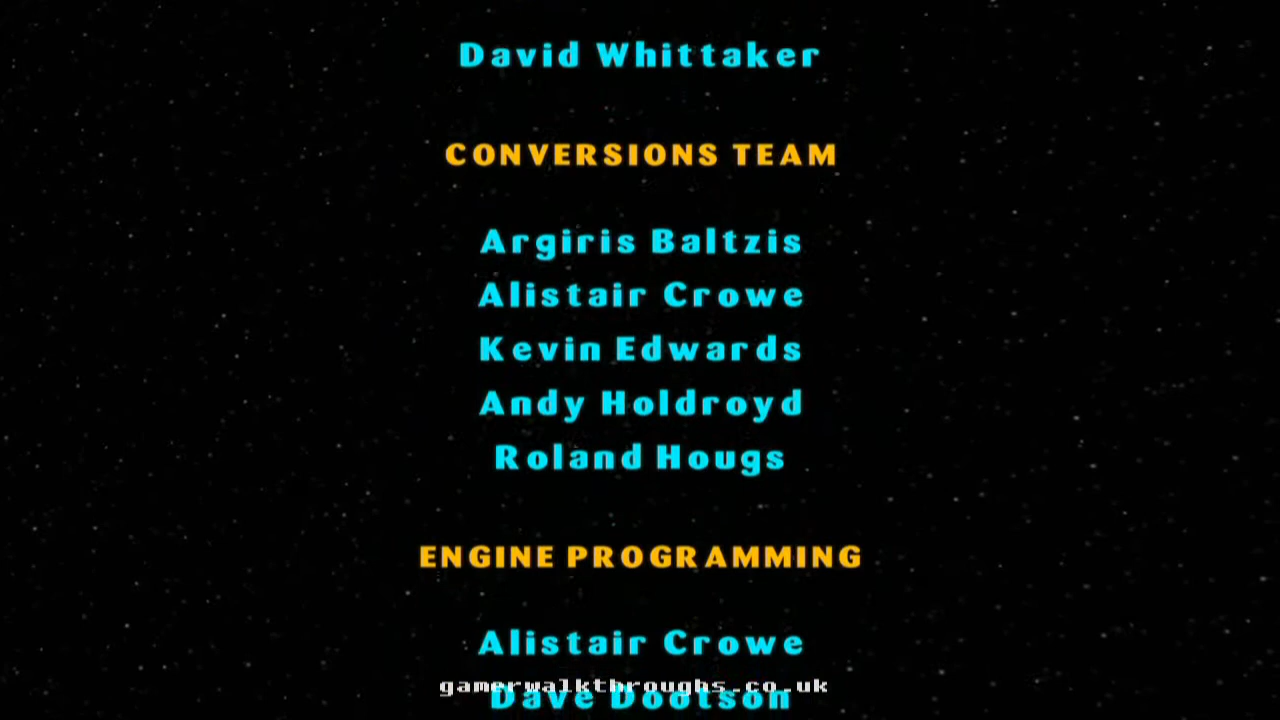 David Whittaker
CONVERSIONS TEAM
Argiris Baltzis
Alistair Crowe
Kevin Edwards
Andy Holdroyd
Roland Hougs
ENGINE PROGRAMMING
Alistair Crowe
gamerwalkthroughs.co.uk
Dave Dootson